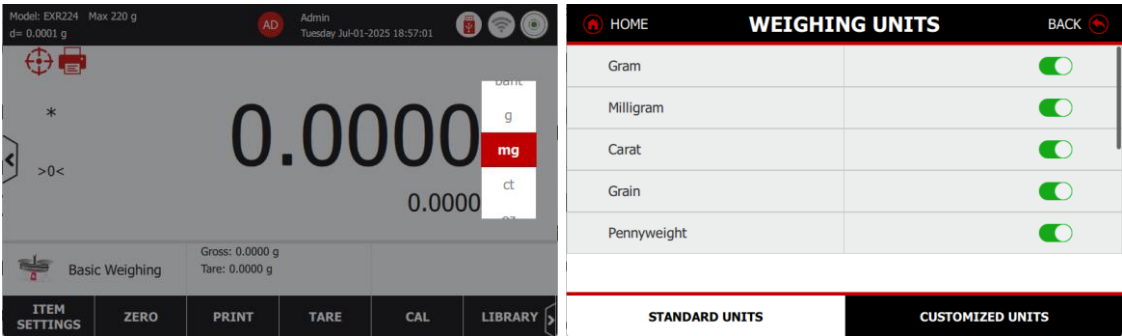 Model: EXR224 Max 220 g
d= 0.0001 g
AD
Admin
Tuesday Jul-01-2025 18:57:01
*
>0<
0.0000
g
mg
ct
oz
0.0000
Basic Weighing
Gross: 0.0000 g
Tare: 0.0000 g
ITEM
SETTINGS
ZERO
PRINT
TARE
CAL
LIBRARY
HOME
WEIGHING UNITS
BACK
Gram
Milligram
Carat
Grain
Pennyweight
STANDARD UNITS
CUSTOMIZED UNITS